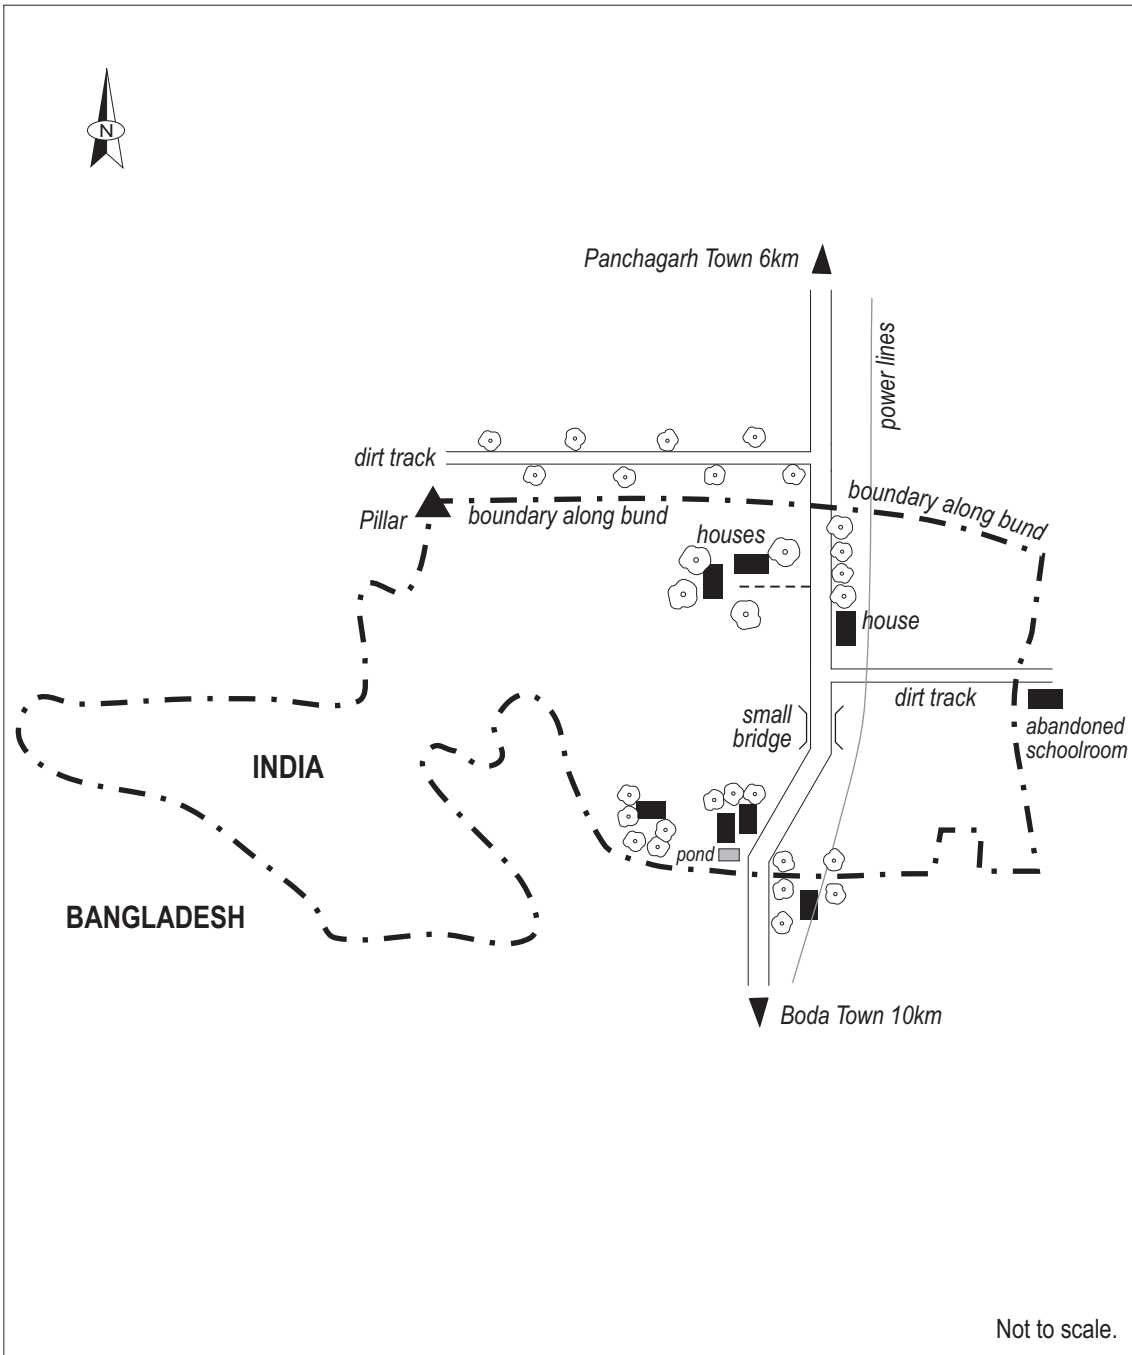 N
Panchagarh Town 6km
power lines
dirt track
Pillar
boundary along bund
boundary along bund
houses
house
dirt track
small
bridge
abandoned
schoolroom
INDIA
pond
BANGLADESH
Boda Town 10km
Not to scale.